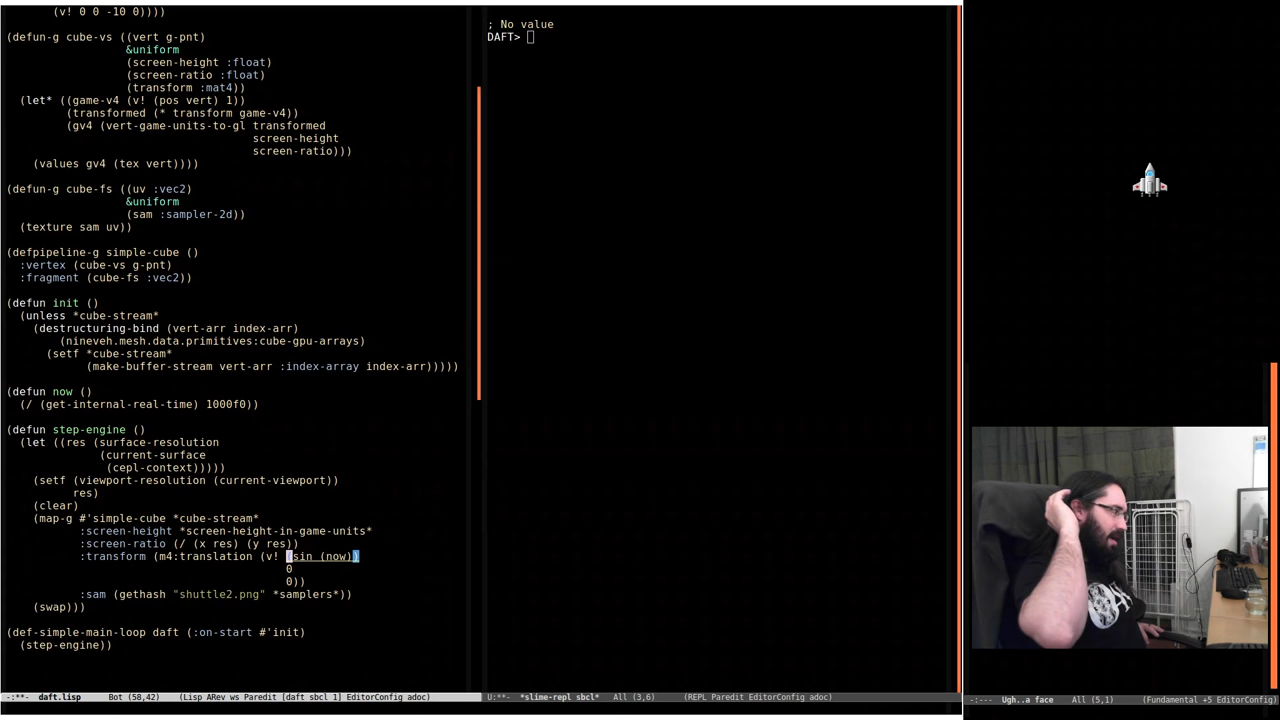 (v! 0 0 -10 0))))
(defun-g cube-vs ((vert g-pnt)
&uniform
(screen-height :float)
(screen-ratio :float)
(transform :mat4))
(let* ((game-v4 (v! (pos vert) 1))
(transformed (* transform game-v4))
(gv4 (vert-game-units-to-gl transformed
screen-height
screen-ratio)))
(values gv4 (tex vert))))
(defun-g cube-fs ((uv :vec2)
&uniform
(sam :sampler-2d))
(texture sam uv))
(defpipeline-g simple-cube ()
:vertex (cube-vs g-pnt)
:fragment (cube-fs :vec2))
(defun init ()
(unless *cube-stream*
(destructuring-bind (vert-arr index-arr)
(nineveh.mesh.data.primitives:cube-gpu-arrays)
(setf *cube-stream*
(make-buffer-stream vert-arr :index-array index-arr)))))
(defun now ()
(/ (get-internal-real-time) 1000f0))
(defun step-engine ()
(let ((res (surface-resolution
(current-surface
(cepl-context)))))
(setf (viewport-resolution (current-viewport))
res)
(clear)
(map-g #'simple-cube *cube-stream*
:screen-height *screen-height-in-game-units*
:screen-ratio (/ (x res) (y res))
:transform (m4:translation (v! (sin (now))
0
0))
:sam (gethash "shuttle2.png" *samplers*))
(swap)))
(def-simple-main-loop daft (:on-start #'init)
(step-engine))
-:**- daft.lisp Bot (58,42) (Lisp ARev ws Paredit [daft sbcl 1] EditorConfig adoc)
; No value
DAFT>
U:**- *slime-repl sbcl* All (3,6) (REPL Paredit EditorConfig adoc)
-:--- Ugh..a face All (5,1) (Fundamental +5 EditorConfig)